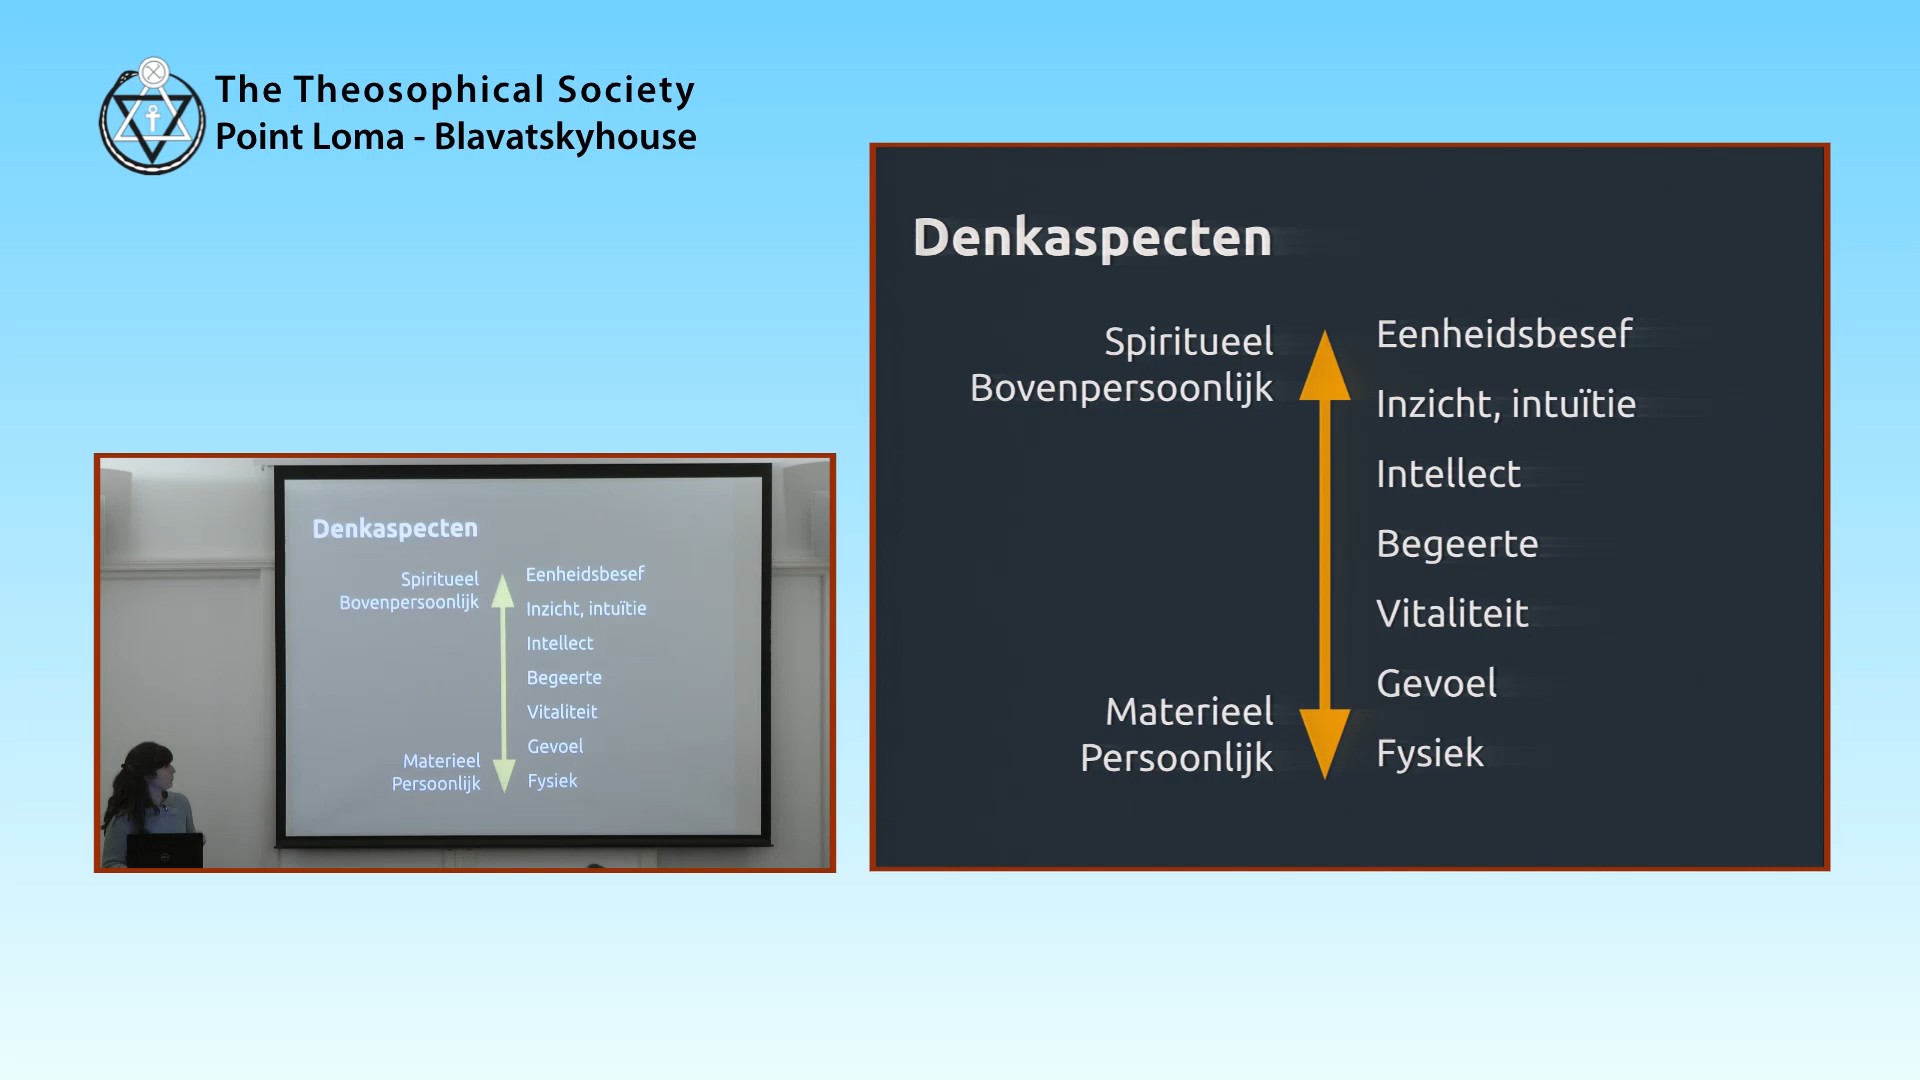 The Theosophical Society
Point Loma - Blavatskyhouse
Denkaspecten
Spiritueel
Bovenpersoonlijk
Materieel
Persoonlijk
Eenheidsbesef
Inzicht, intuïtie
Intellect
Begeerte
Vitaliteit
Gevoel
Fysiek
Denkaspecten
Spiritueel
Bovenpersoonlijk
Materieel
Persoonlijk
Eenheidsbesef
Inzicht, intuïtie
Intellect
Begeerte
Vitaliteit
Gevoel
Fysiek